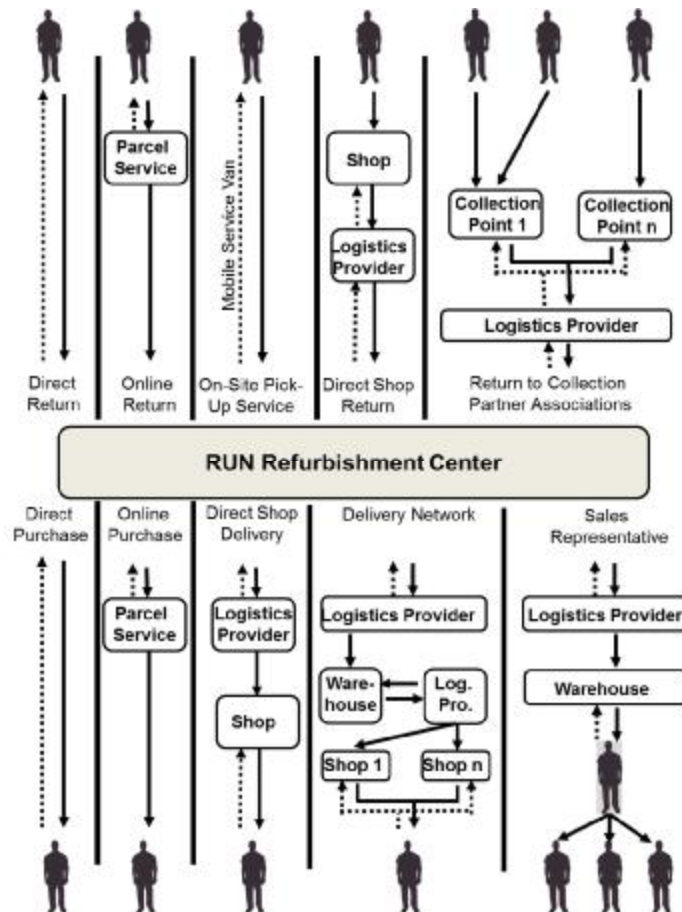 Parcel
Service
Mobile Service Van
Shop
Logistics
Provider
Collection
Point 1
Collection
Point n
Logistics Provider
Direct
Return
Online
Return
On-Site Pick-
Up Service
Direct Shop
Return
Return to Collection
Partner Associations
RUN Refurbishment Center
Direct
Purchase
Online
Purchase
Direct Shop
Delivery
Delivery Network
Sales
Representative
Parcel
Service
Logistics
Provider
Logistics Provider
Logistics Provider
Ware-
house
Log.
Pro.
Warehouse
Shop
Shop 1
Shop n